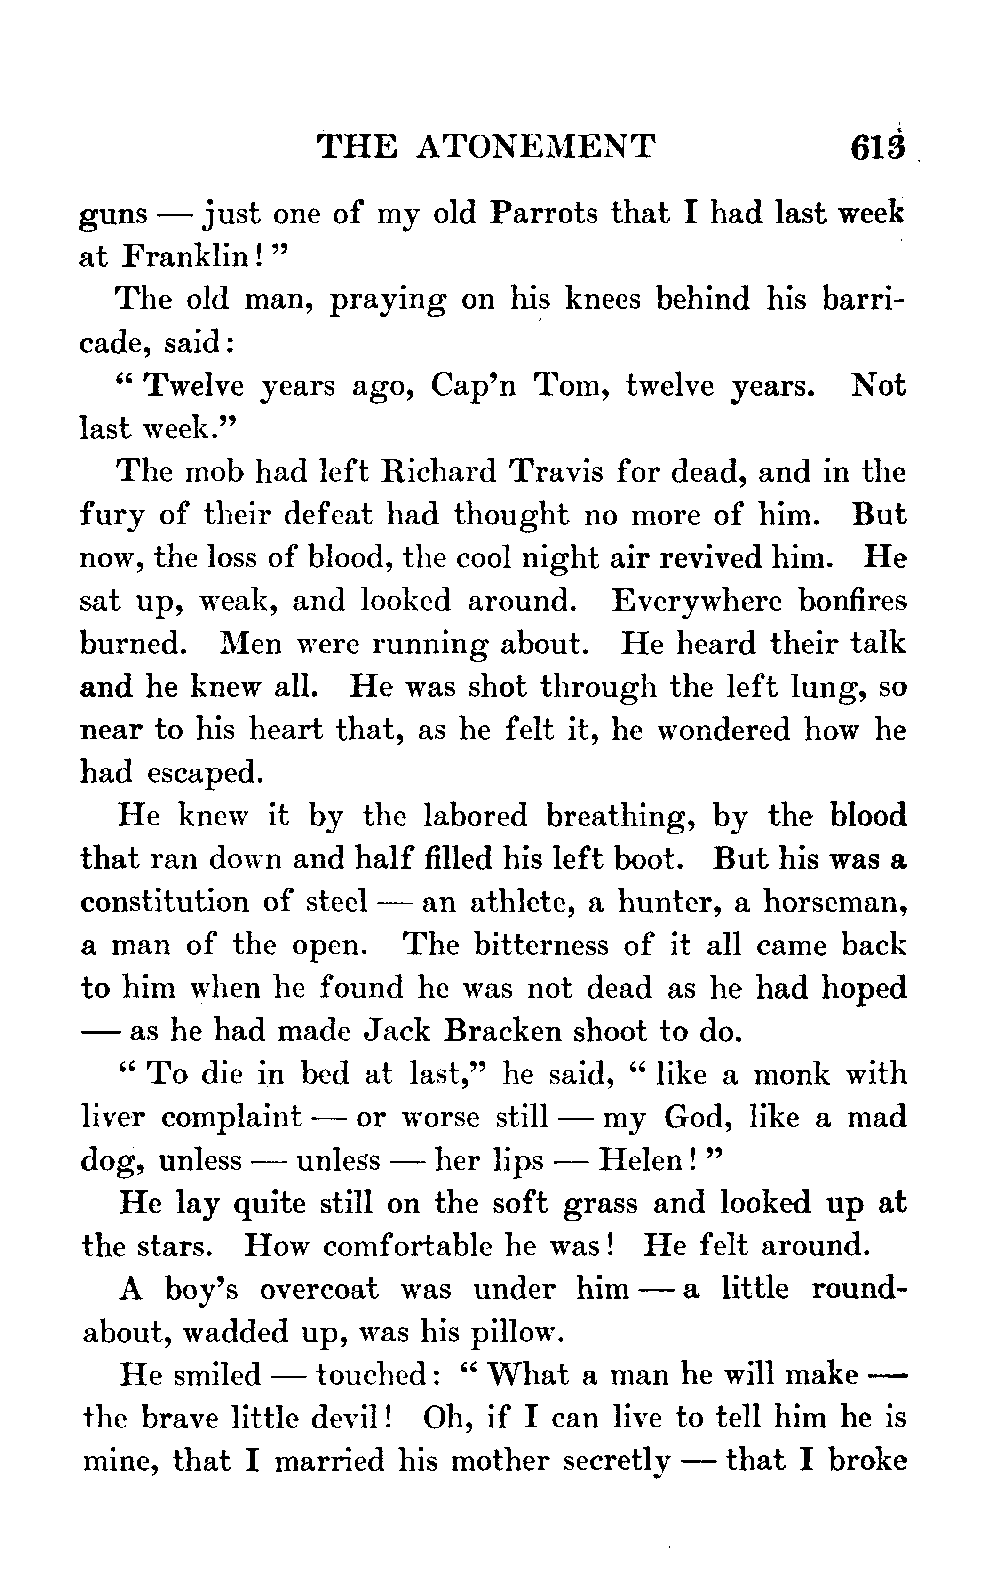 THE ATONEMENT 613
guns — just one of my old Parrots that I had last week
at Franklin! "
The old man, praying on his knees behind his barri-
cade, said:
" Twelve years ago, Cap'n Tom, twelve years. Not
last week."
The mob had left Richard Travis for dead, and in the
fury of their defeat had thought no more of him. But
now, the loss of blood, the cool night air revived him. He
sat up, weak, and looked around. Everywhere bonfires
burned. Men were running about. He heard their talk
and he knew all. He was shot through the left lung, so
near to his heart that, as he felt it, he wondered how he
had escaped.
He knew it by the labored breathing, by the blood
that ran down and half filled his left boot. But his was a
constitution of steel — an athlete, a hunter, a horseman,
a man of the open. The bitterness of it all came back
to him when he found he was not dead as he had hoped
— as he had made Jack Bracken shoot to do.
" To die in bed at last," he said, " like a monk with
liver complaint — or worse still — my God, like a mad
dog, unless — unless — her lips — Helen! "
He lay quite still on the soft grass and looked up at
the stars. How comfortable he was! He felt around.
A boy's overcoat was under him — a little round-
about, wadded up, was his pillow.
He smiled — touched: " What a man he will make —
the brave little devil! Oh, if I can live to tell him he is
mine, that I married his mother secretly — that I broke